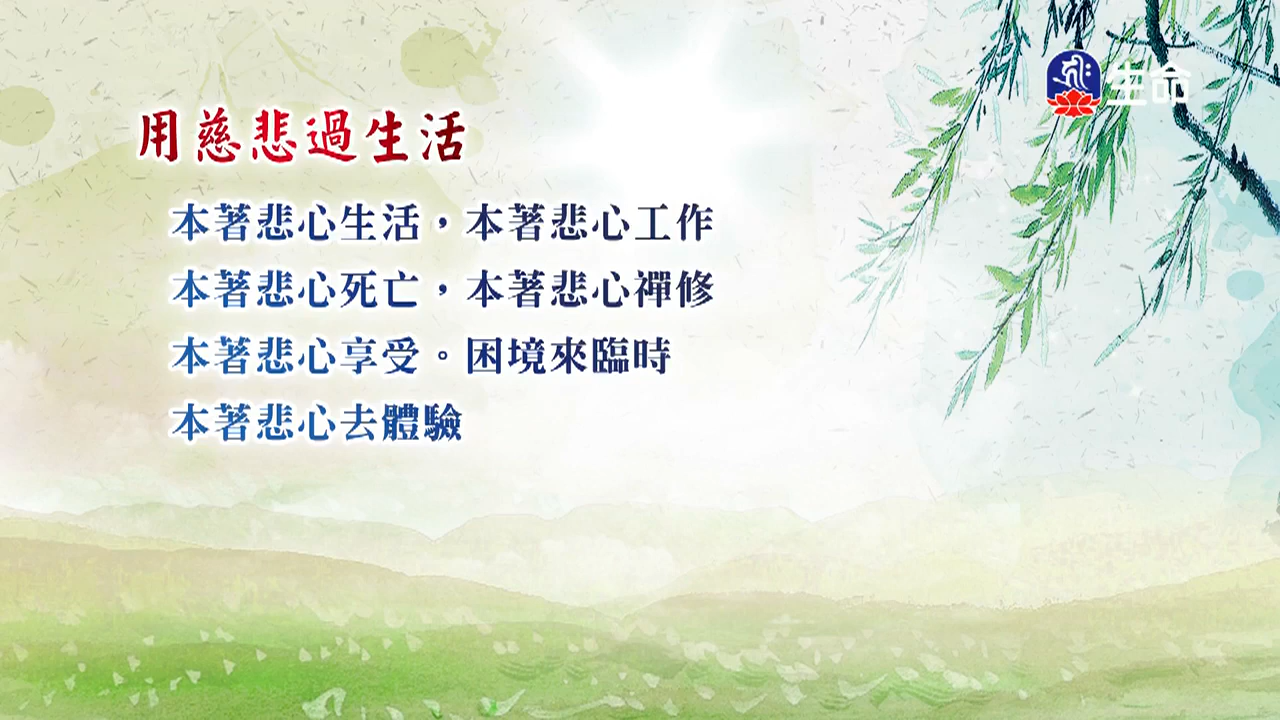 生命
用慈悲過生活
本著悲心生活，本著悲心工作
本著悲心死亡，本著悲心禪修
本著悲心享受。困境來臨時
本著悲心去體驗